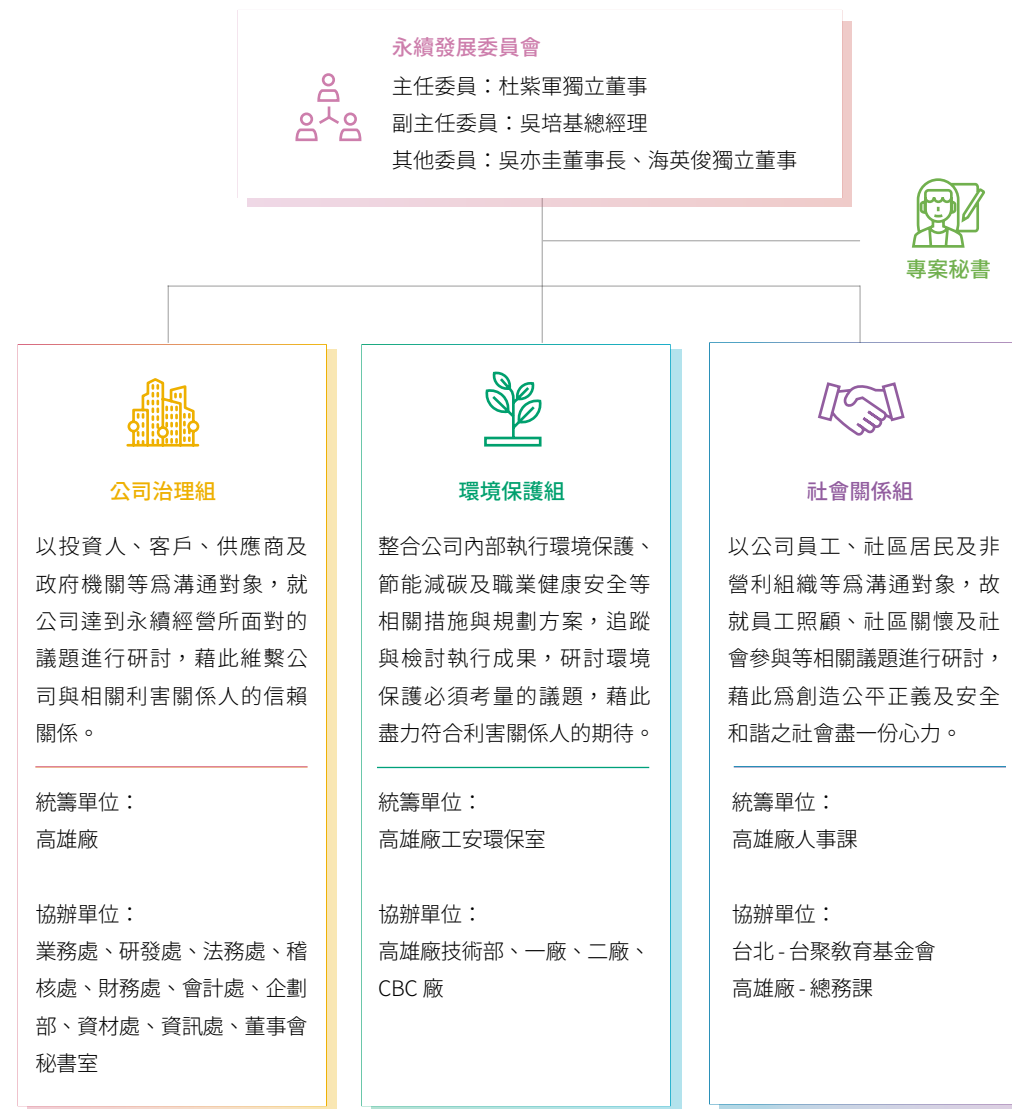 永續發展委員會
主任委員：杜紫軍獨立董事
副主任委員：吳培基總經理
其他委員：吳亦圭董事長、海英俊獨立董事
專案秘書
公司治理組
以投資人、客戶、供應商及
政府機關等爲溝通對象，就
公司達到永續經營所面對的
議題進行研討，藉此維繫公
司與相關利害關係人的信賴
關係。
統籌單位：
高雄廠
協辦單位：
業務處、研發處、法務處、稽
核處、財務處、會計處、企劃
部、資材處、資訊處、董事會
秘書室
環境保護組
整合公司內部執行環境保護、
節能減碳及職業健康安全等
相關措施與規劃方案，追蹤
與檢討執行成果，研討環境
保護必須考量的議題，藉此
盡力符合利害關係人的期待。
統籌單位：
高雄廠工安環保室
協辦單位：
高雄廠技術部、一廠、二廠、
CBC 廠
社會關係組
以公司員工、社區居民及非
營利組織等爲溝通對象，故
就員工照顧、社區關懷及社
會參與等相關議題進行研討，
藉此爲創造公平正義及安全
和諧之社會盡一份心力。
統籌單位：
高雄廠人事課
協辦單位：
台北 - 台聚教育基金會
高雄廠 - 總務課